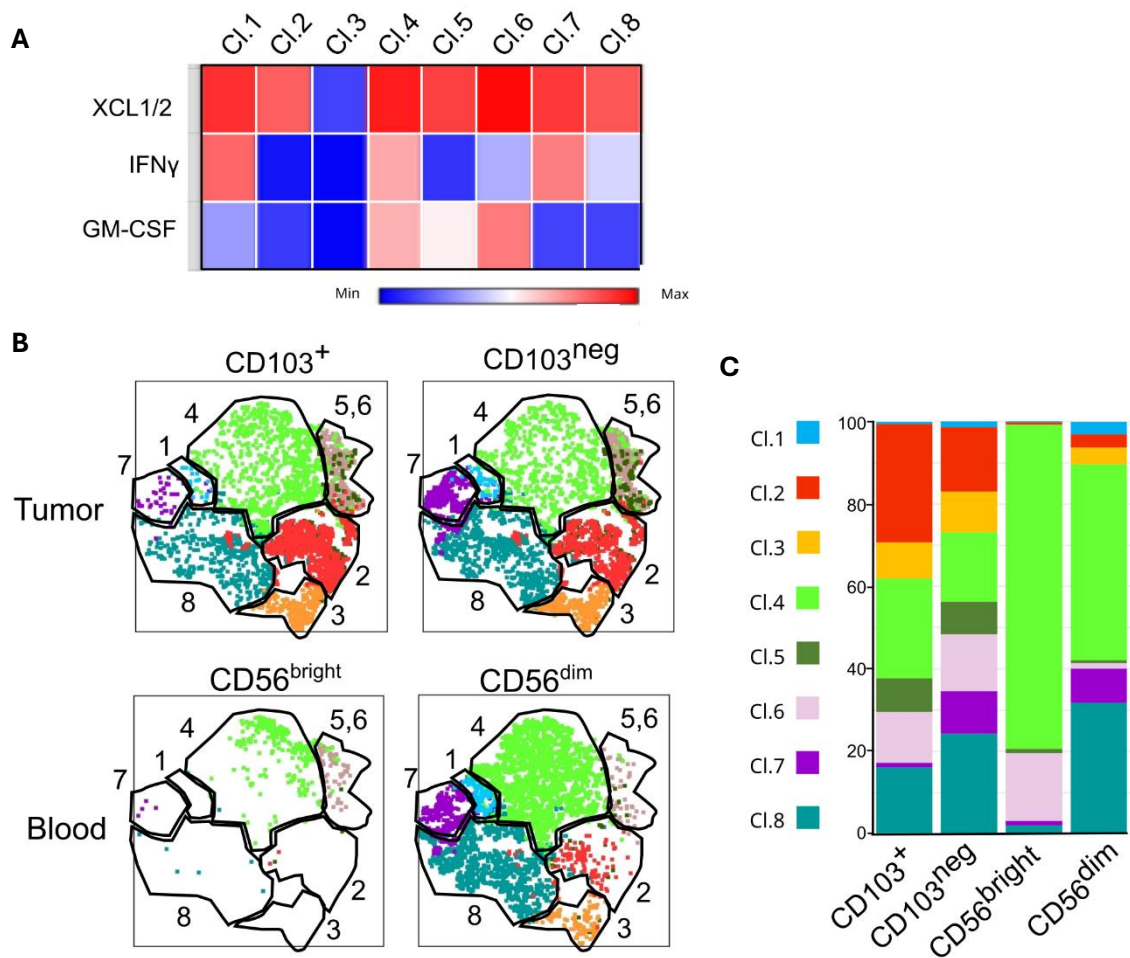 A
Cl.1 Cl.2 Cl.3 Cl.4 Cl.5 Cl.6 Cl.7 Cl.8
XCL1/2
IFNγ
GM-CSF
Min Max
B
CD103+ CD103neg
Tumor
4 5,6 1 7 8 2 3
4 5,6 1 7 8 2 3
CD56bright CD56dim
Blood
4 5,6 1 7 8 2 3
4 5,6 1 7 8 2 3
C
Cl.1
Cl.2
Cl.3
Cl.4
Cl.5
Cl.6
Cl.7
Cl.8
100
80
60
40
20
0
CD103+ CD103neg CD56bright CD56dim